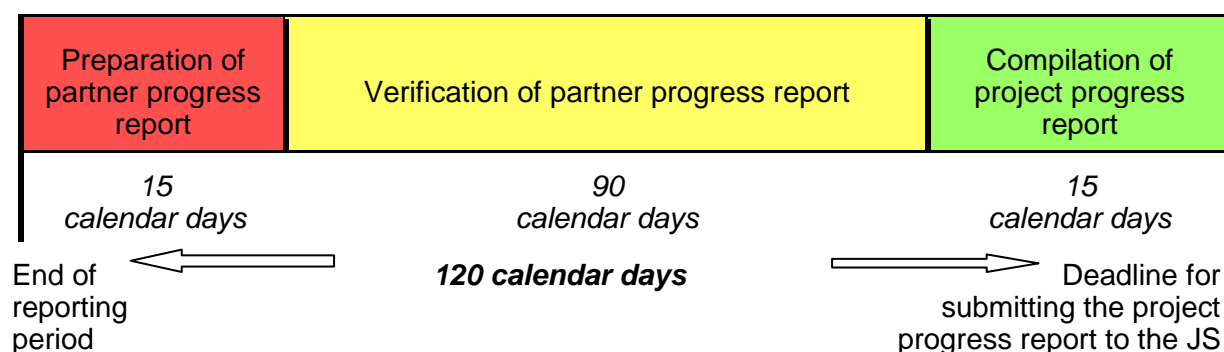 Preparation of
partner progress
report
Verification of partner progress report
Compilation of
project progress
report
15
calendar days
90
calendar days
15
calendar days
End of
reporting
period
120 calendar days
Deadline for
submitting the project
progress report to the JS